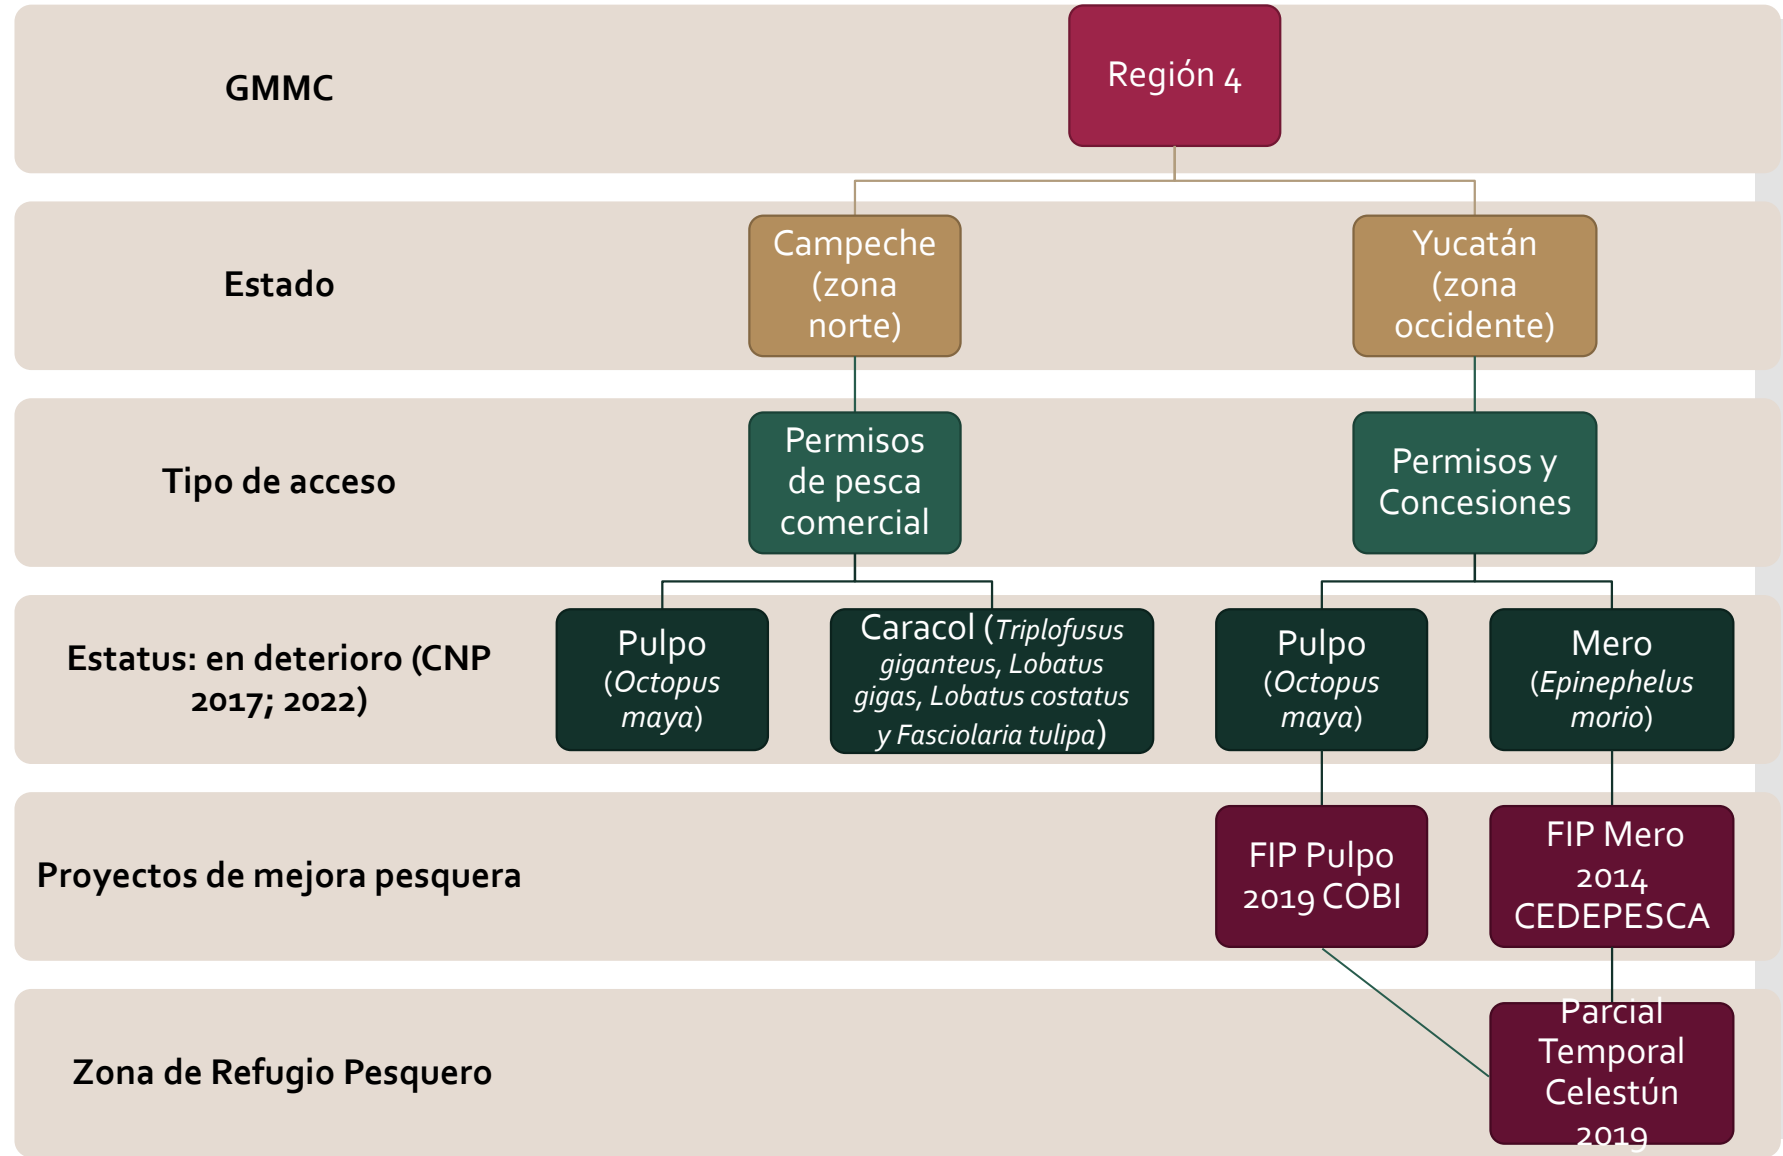 GMMC
Región 4
Estado
Campeche
(zona
norte)
Yucatán
(zona
occidente)
Tipo de acceso
Permisos
de pesca
comercial
Permisos y
Concesiones
Estatus: en deterioro (CNP
2017; 2022)
Pulpo
(Octopus
maya)
Caracol (Triplofusus
giganteus, Lobatus
gigas, Lobatus costatus
y Fasciolaria tulipa)
Pulpo
(Octopus
maya)
Mero
(Epinephelus
morio)
Proyectos de mejora pesquera
FIP Pulpo
2019 COBI
FIP Mero
2014
CEDEPESCA
Zona de Refugio Pesquero
Parcial
Temporal
Celestún
2019